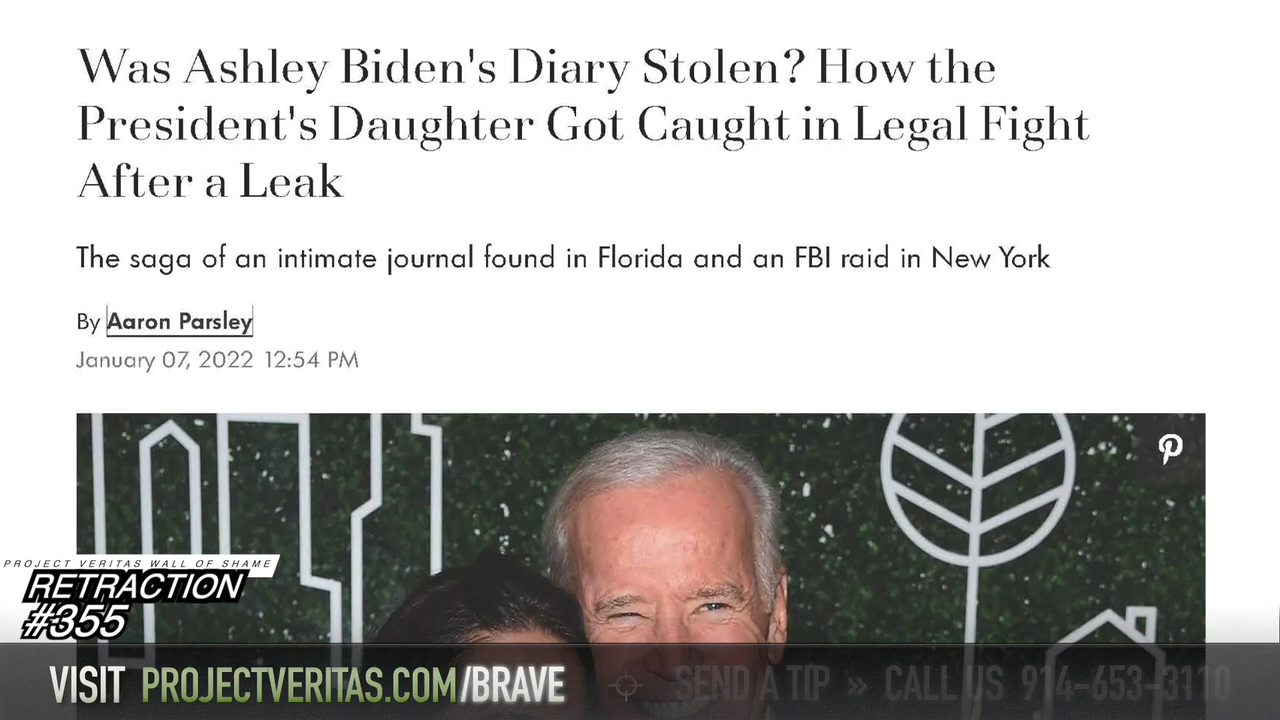 Was Ashley Biden's Diary Stolen? How the
President's Daughter Got Caught in Legal Fight
After a Leak
The saga of an intimate journal found in Florida and an FBI raid in New York
By Aaron Parsley
January 07, 2022 12:54 PM
PROJECT VERITAS WALL OF SHAME
RETRACTION
#355
VISIT PROJECTVERITAS.COM/BRAVE SEND A TIP » CALL US 914-653-3110